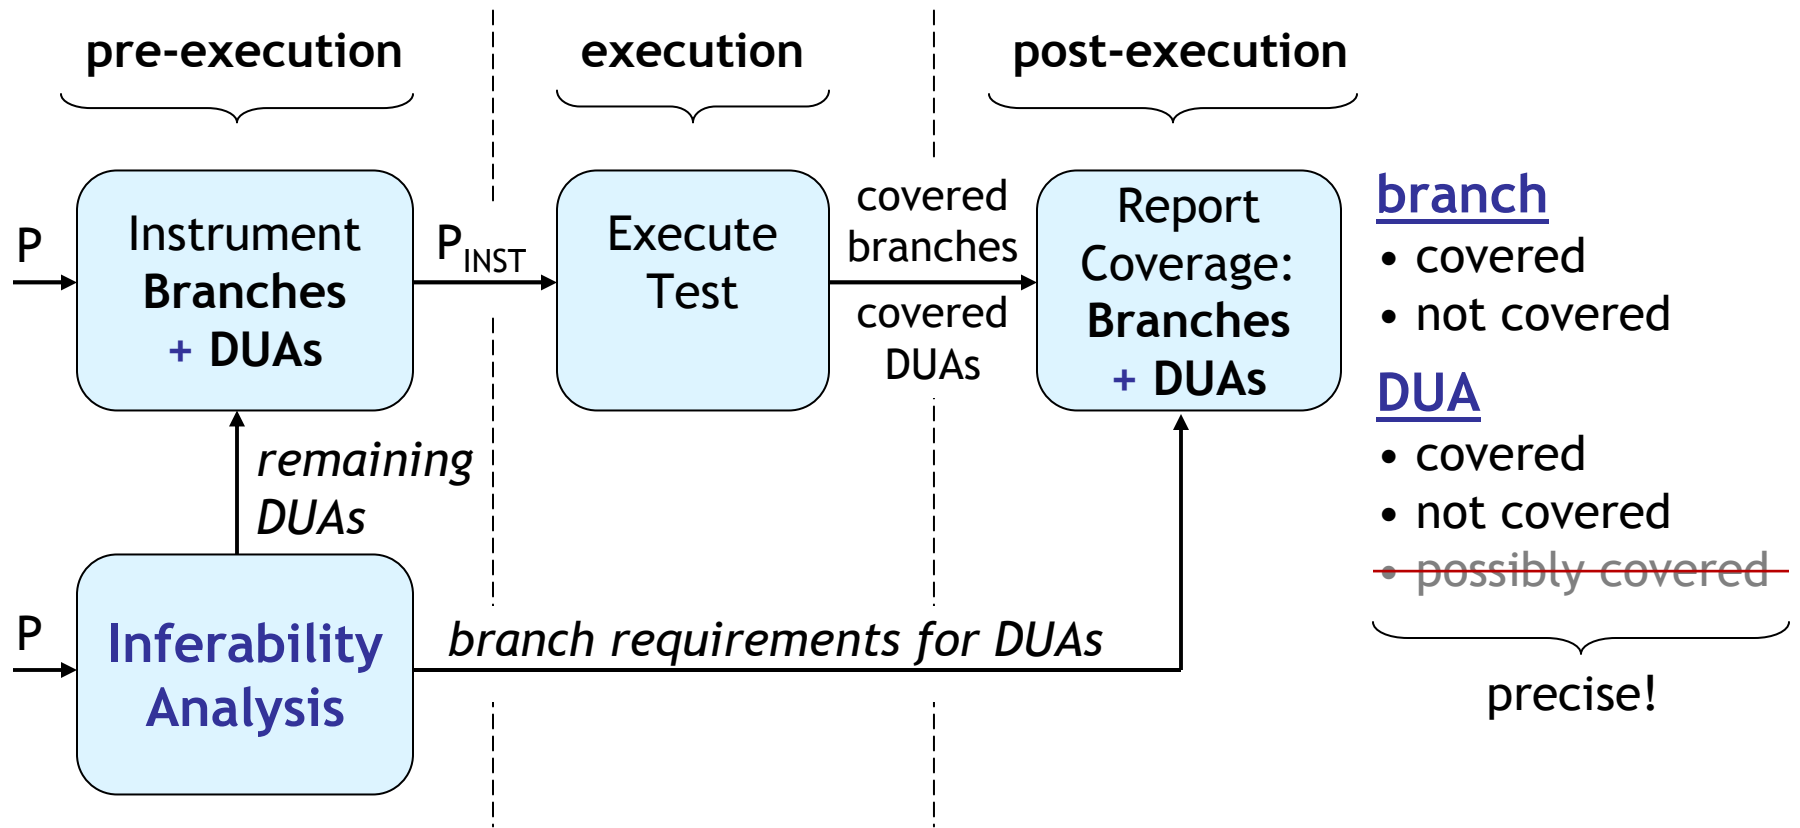 pre-execution
execution
post-execution
P
Instrument
Branches
+ DUAs
P_INST
Execute
Test
covered
branches
covered
DUAs
Report
Coverage:
Branches
+ DUAs
branch
• covered
• not covered
DUA
• covered
• not covered
• possibly covered
precise!
remaining
DUAs
P
Inferability
Analysis
branch requirements for DUAs